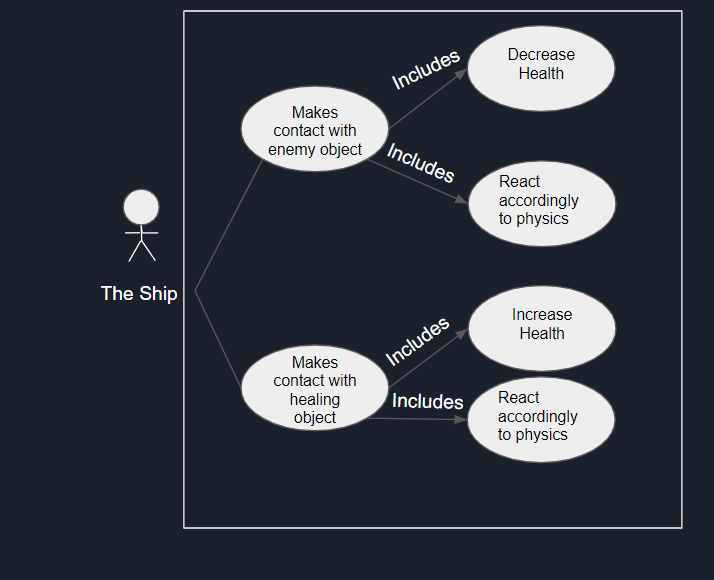 Decrease
Health
Includes
Makes
contact with
enemy object
Includes
React
accordingly
to physics
The Ship
Increase
Health
Includes
Makes
contact with
healing
object
Includes
React
accordingly
to physics